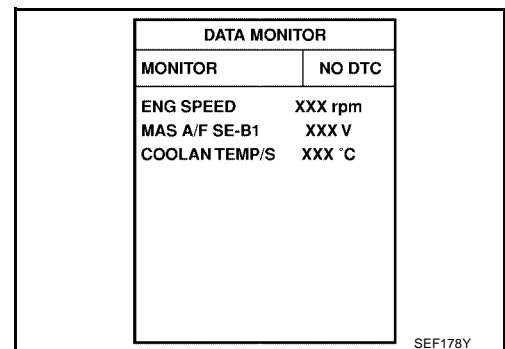 DATA MONITOR
MONITOR NO DTC
ENG SPEED XXX rpm
MAS A/F SE-B1 XXX V
COOLAN TEMP/S XXX °C
SEF178Y